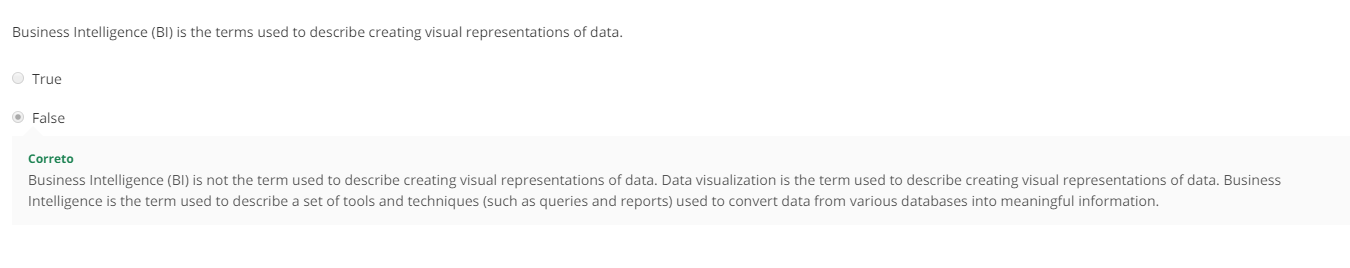 Business Intelligence (BI) is the terms used to describe creating visual representations of data.
True
False
Correto
Business Intelligence (BI) is not the term used to describe creating visual representations of data. Data visualization is the term used to describe creating visual representations of data. Business
Intelligence is the term used to describe a set of tools and techniques (such as queries and reports) used to convert data from various databases into meaningful information.